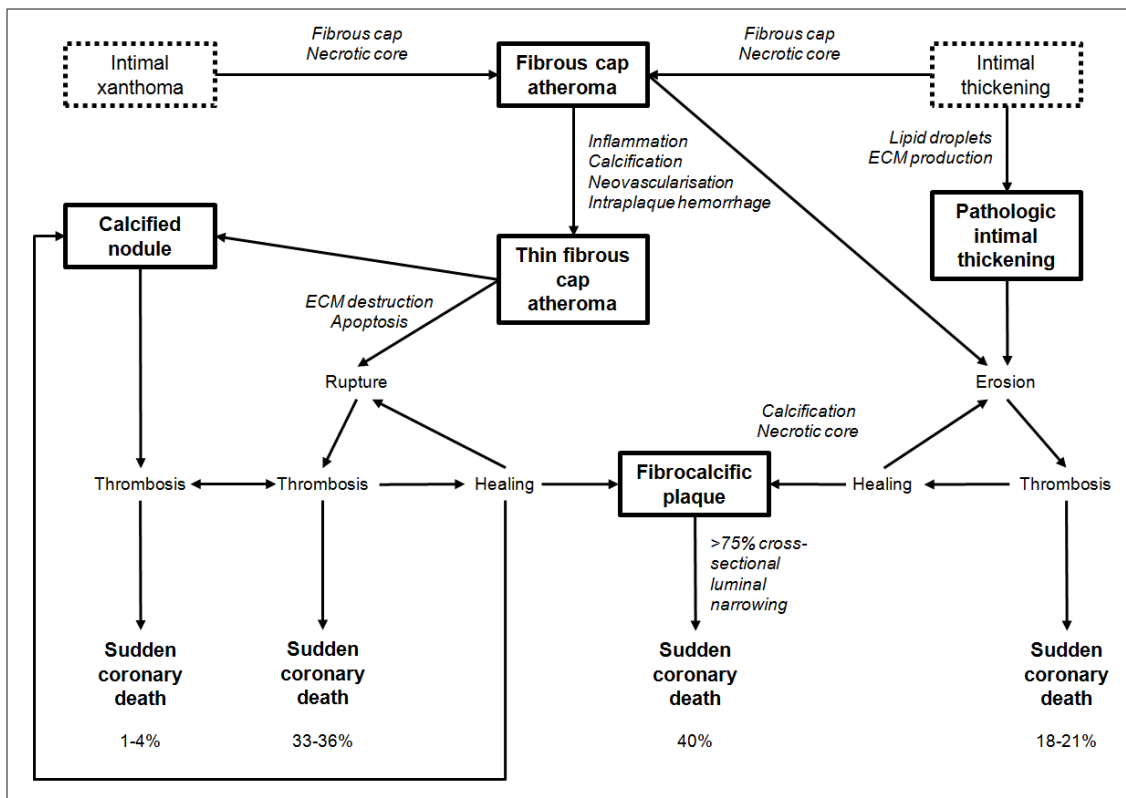 Fibrous cap
Necrotic core
Fibrous cap
Necrotic core
Intimal
xanthoma
Fibrous cap
atheroma
Intimal
thickening
Inflammation
Calcification
Neovascularisation
Intraplaque hemorrhage
Lipid droplets
ECM production
Calcified
nodule
Thin fibrous
cap
atheroma
Pathologic
intimal
thickening
ECM destruction
Apoptosis
Rupture
Erosion
Calcification
Necrotic core
Thrombosis
Thrombosis
Healing
Fibrocalcific
plaque
Healing
Thrombosis
>75% cross-
sectional
luminal
narrowing
Sudden
coronary
death
Sudden
coronary
death
Sudden
coronary
death
Sudden
coronary
death
1-4%
33-36%
40%
18-21%